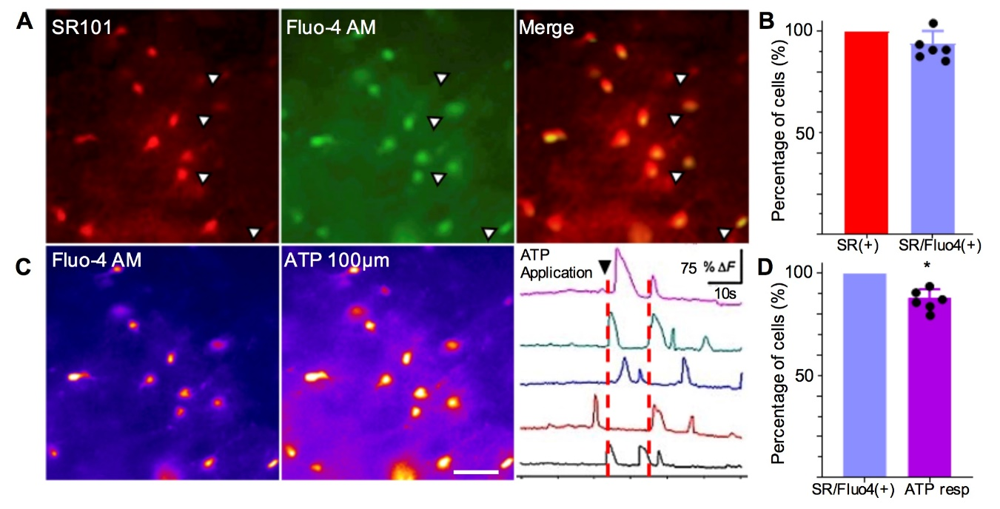 A
SR101
Fluo-4 AM
Merge
B
Percentage of cells (%)
100
50
SR(+)
SR/Fluo4(+)
C
Fluo-4 AM
ATP 100µm
ATP
Application
75 % ΔF
10s
D
Percentage of cells (%)
100
50
*
SR/Fluo4(+)
ATP resp